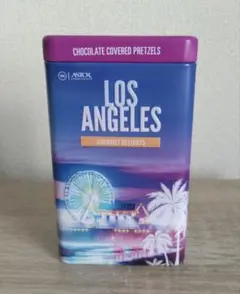 CHOCOLATE COVERED PRETZELS
ASTOR
LOS
ANGELES
GOURMET DELIGHTS